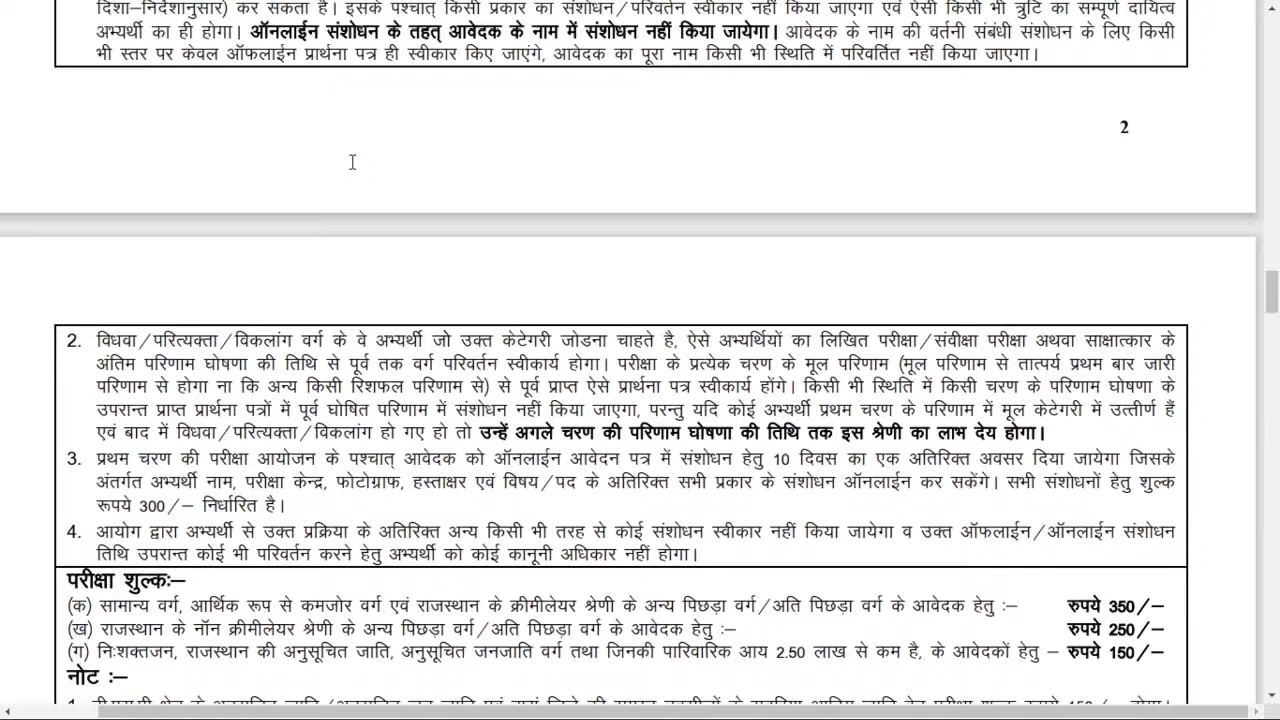 दिशा–निर्देशानुसार) कर सकता है। इसके पश्चात् किसी प्रकार का संशोधन/परिवर्तन स्वीकार नहीं किया जाएगा एवं ऐसी किसी भी त्रुटि का सम्पूर्ण दायित्व
अभ्यर्थी का ही होगा। ऑनलाईन संशोधन के तहत् आवेदक के नाम में संशोधन नहीं किया जायेगा। आवेदक के नाम की वर्तनी संबंधी संशोधन के लिए किसी
भी स्तर पर केवल ऑफलाईन प्रार्थना पत्र ही स्वीकार किए जाएंगे, आवेदक का पूरा नाम किसी भी स्थिति में परिवर्तित नहीं किया जाएगा।
2
2. विधवा/परित्यक्ता/विकलांग वर्ग के वे अभ्यर्थी जो उक्त केटेगरी जोडना चाहते है, ऐसे अभ्यर्थियों का लिखित परीक्षा/संवीक्षा परीक्षा अथवा साक्षात्कार के
अंतिम परिणाम घोषणा की तिथि से पूर्व तक वर्ग परिवर्तन स्वीकार्य होगा। परीक्षा के प्रत्येक चरण के मूल परिणाम (मूल परिणाम से तात्पर्य प्रथम बार जारी
परिणाम से होगा ना कि अन्य किसी रिशफल परिणाम से) से पूर्व प्राप्त ऐसे प्रार्थना पत्र स्वीकार्य होंगे। किसी भी स्थिति में किसी चरण के परिणाम घोषणा के
उपरान्त प्राप्त प्रार्थना पत्रों में पूर्व घोषित परिणाम में संशोधन नहीं किया जाएगा, परन्तु यदि कोई अभ्यर्थी प्रथम चरण के परिणाम में मूल केटेगरी में उत्तीर्ण हैं
एवं बाद में विधवा/परित्यक्ता/विकलांग हो गए हो तो उन्हें अगले चरण की परिणाम घोषणा की तिथि तक इस श्रेणी का लाभ देय होगा।
3. प्रथम चरण की परीक्षा आयोजन के पश्चात् आवेदक को ऑनलाईन आवेदन पत्र में संशोधन हेतु 10 दिवस का एक अतिरिक्त अवसर दिया जायेगा जिसके
अंतर्गत अभ्यर्थी नाम, परीक्षा केन्द्र, फोटोग्राफ, हस्ताक्षर एवं विषय/पद के अतिरिक्त सभी प्रकार के संशोधन ऑनलाईन कर सकेंगे। सभी संशोधनों हेतु शुल्क
रूपये 300/– निर्धारित है।
4. आयोग द्वारा अभ्यर्थी से उक्त प्रक्रिया के अतिरिक्त अन्य किसी भी तरह से कोई संशोधन स्वीकार नहीं किया जायेगा व उक्त ऑफलाईन/ऑनलाईन संशोधन
तिथि उपरान्त कोई भी परिवर्तन करने हेतु अभ्यर्थी को कोई कानूनी अधिकार नहीं होगा।
परीक्षा शुल्कः–
(क) सामान्य वर्ग, आर्थिक रूप से कमजोर वर्ग एवं राजस्थान के क्रीमीलेयर श्रेणी के अन्य पिछड़ा वर्ग/अति पिछड़ा वर्ग के आवेदक हेतु :– रुपये 350/–
(ख) राजस्थान के नॉन क्रीमीलेयर श्रेणी के अन्य पिछड़ा वर्ग/अति पिछड़ा वर्ग के आवेदक हेतु :– रुपये 250/–
(ग) निःशक्तजन, राजस्थान की अनुसूचित जाति, अनुसूचित जनजाति वर्ग तथा जिनकी पारिवारिक आय 2.50 लाख से कम है, के आवेदकों हेतु – रुपये 150/–
नोट :–